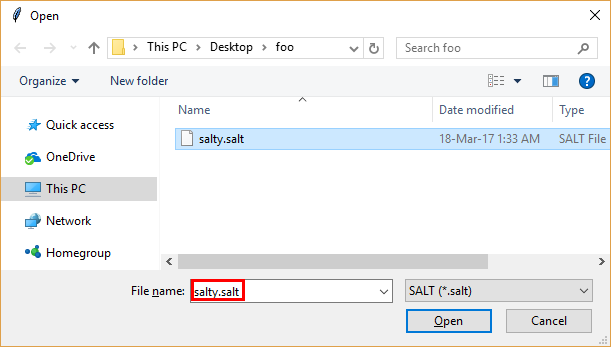 Open
This PC > Desktop > foo
Search foo
Organize
New folder
?
Name
Date modified
Type
Quick access
OneDrive
This PC
Network
Homegroup
salty.salt
18-Mar-17 1:33 AM
SALT File
File name:
salty.salt
SALT (*.salt)
Open
Cancel